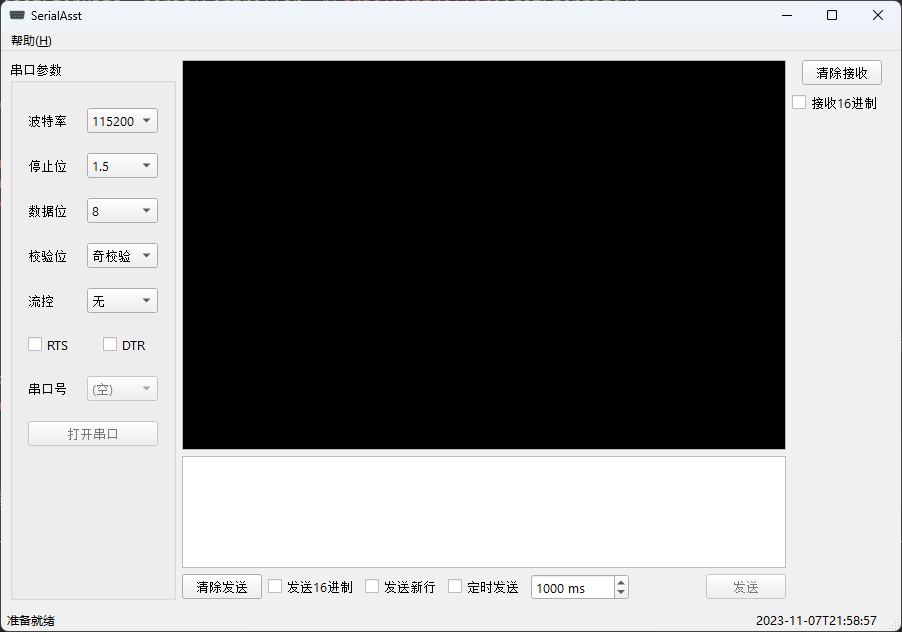 SerialAsst
帮助(H)
串口参数
清除接收
接收16进制
波特率 115200
停止位 1.5
数据位 8
校验位 奇校验
流控 无
RTS DTR
串口号 (空)
打开串口
清除发送 发送16进制 发送新行 定时发送 1000 ms 发送
准备就绪 2023-11-07T21:58:57